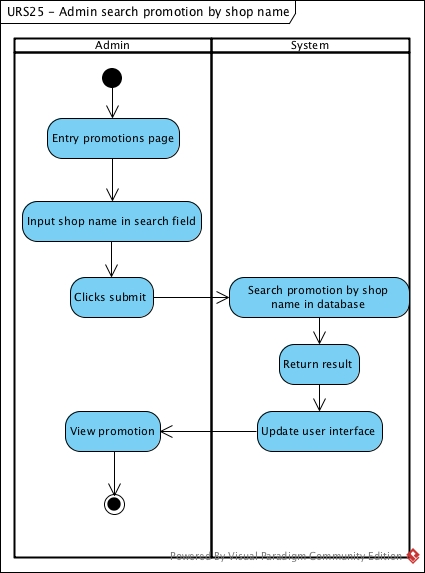 URS25 - Admin search promotion by shop name
Admin
System
Entry promotions page
Input shop name in search field
Clicks submit
Search promotion by shop
name in database
Return result
View promotion
Update user interface
Powered By Visual Paradigm Community Edition